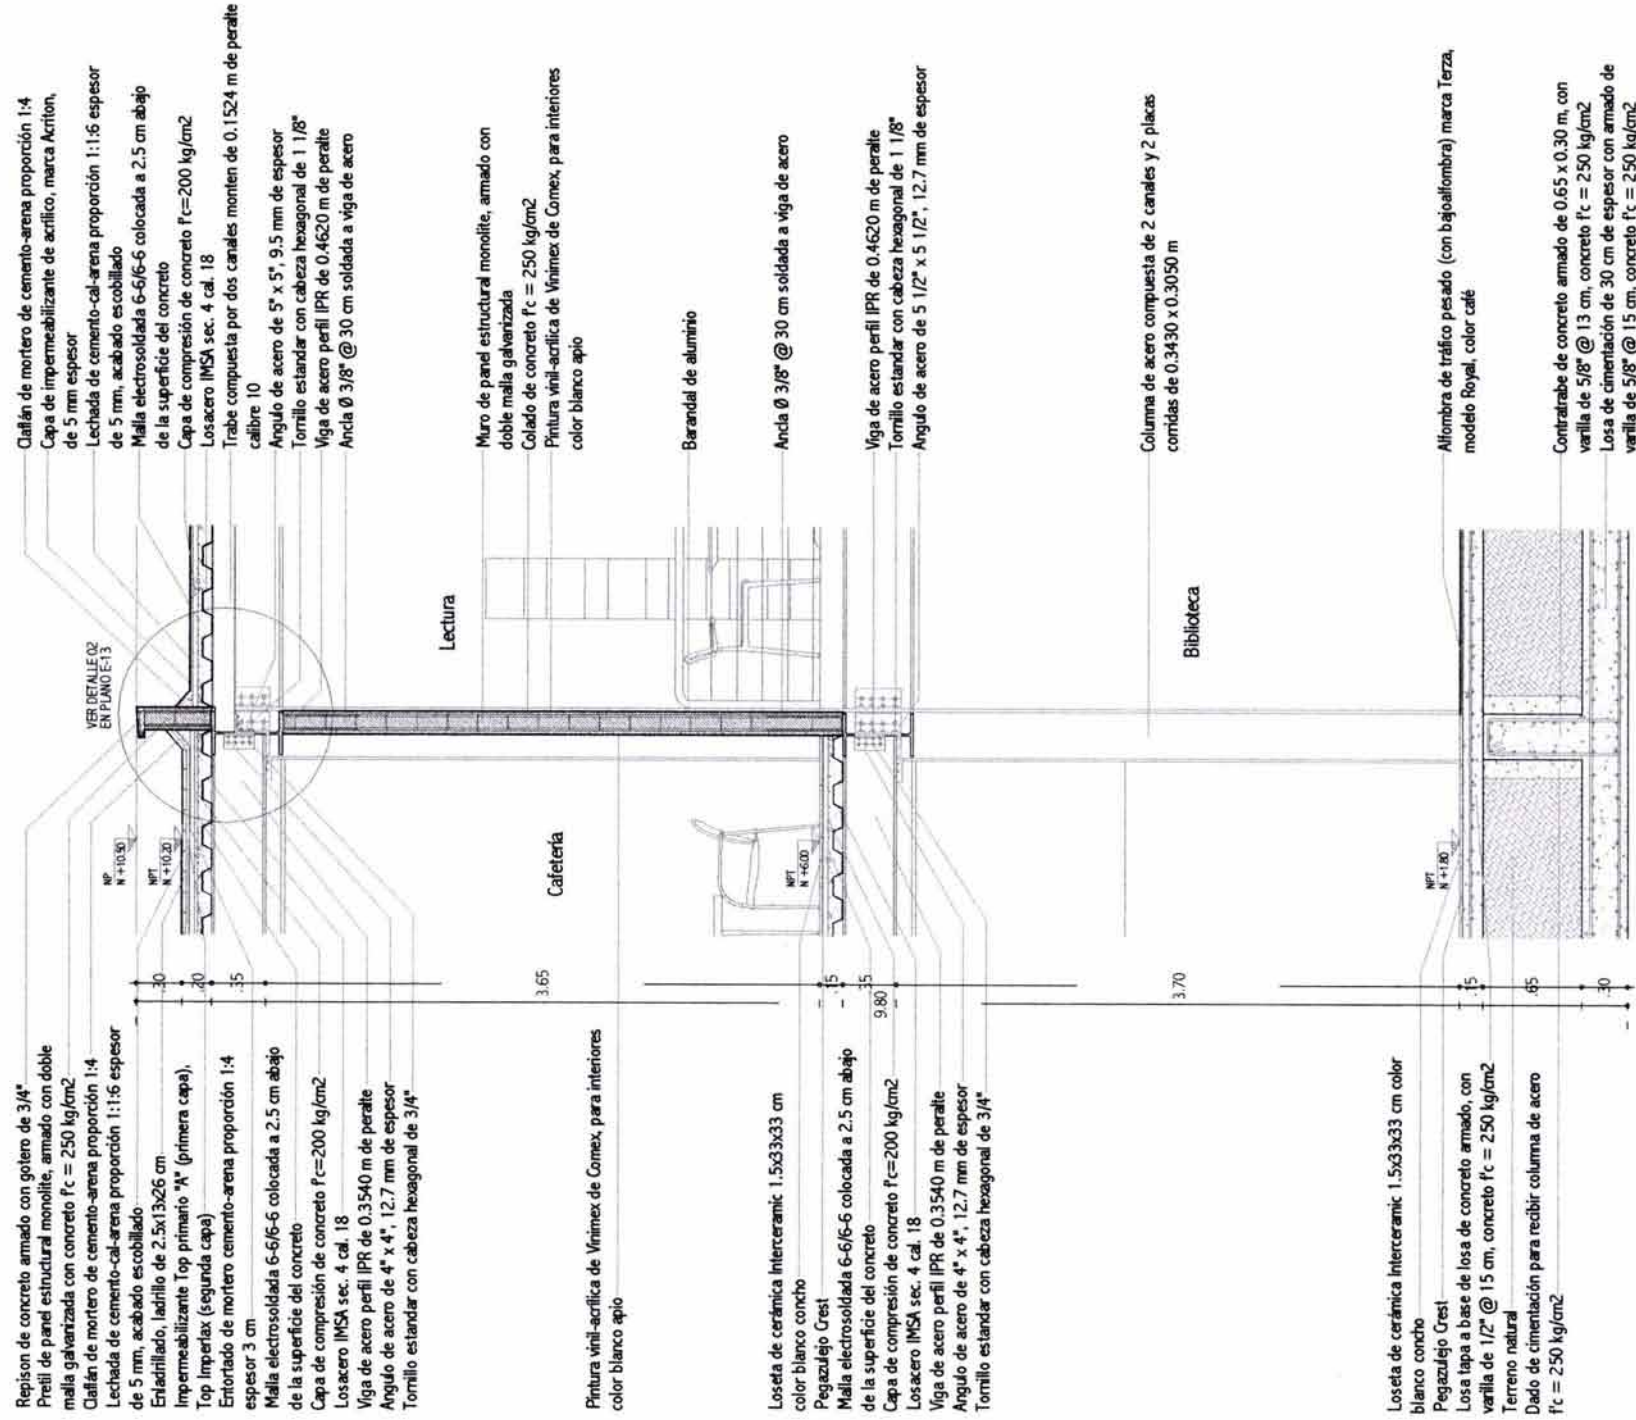 Repison de concreto armado con gotero de 3/4"
Pretil de panel estructural monolite, armado con doble
malla galvanizada con concreto f'c = 250 kg/cm2
Claflán de mortero de cemento-arena proporción 1:4
Lechada de cemento-cal-arena proporción 1:1:6 espesor
de 5 mm, acabado escobillado
Enladrillado, ladrillo de 2.5x13x26 cm
Impermeabilizante Top primario "A" (primera capa),
Top Imperlax (segunda capa)
Entortado de mortero cemento-arena proporción 1:4
espesor 3 cm
Malla electrosoldada 6-6/6-6 colocada a 2.5 cm abajo
de la superficie del concreto
Capa de compresión de concreto f'c=200 kg/cm2
Losacero IMSA sec. 4 cal. 18
Viga de acero perfil IPR de 0.3540 m de peralte
Angulo de acero de 4" x 4", 12.7 mm de espesor
Tornillo estandar con cabeza hexagonal de 3/4"
Pintura vinil-acrílica de Vinimex de Comex, para interiores
color blanco apio
Loseta de cerámica Interceramic 1.5x33x33 cm
color blanco concho
Pegazulejo Crest
Malla electrosoldada 6-6/6-6 colocada a 2.5 cm abajo
de la superficie del concreto
Capa de compresión de concreto f'c=200 kg/cm2
Losacero IMSA sec. 4 cal. 18
Viga de acero perfil IPR de 0.3540 m de peralte
Angulo de acero de 4" x 4", 12.7 mm de espesor
Tornillo estandar con cabeza hexagonal de 3/4"
Loseta de cerámica Interceramic 1.5x33x33 cm color
blanco concho
Pegazulejo Crest
Losa tapa a base de losa de concreto armado, con
varilla de 1/2" @ 15 cm, concreto f'c = 250 kg/cm2
Terreno natural
Dado de cimentación para recibir columna de acero
f'c = 250 kg/cm2
.30
.20
.35
3.65
.15
.35
9.80
3.70
.15
.65
.30
NP
N +10.50
NPT
N +10.20
VER DETALLE 02
EN PLANO E-13
Cafetería
Lectura
NPT
N +6.00
Biblioteca
NPT
N +1.80
Claflán de mortero de cemento-arena proporción 1:4
Capa de impermeabilizante de acrílico, marca Acriton,
de 5 mm espesor
Lechada de cemento-cal-arena proporción 1:1:6 espesor
de 5 mm, acabado escobillado
Malla electrosoldada 6-6/6-6 colocada a 2.5 cm abajo
de la superficie del concreto
Capa de compresión de concreto f'c=200 kg/cm2
Losacero IMSA sec. 4 cal. 18
Trabe compuesta por dos canales monten de 0.1524 m de peralte
calibre 10
Angulo de acero de 5" x 5", 9.5 mm de espesor
Tornillo estandar con cabeza hexagonal de 1 1/8"
Viga de acero perfil IPR de 0.4620 m de peralte
Ancla Ø 3/8" @ 30 cm soldada a viga de acero
Muro de panel estructural monolite, armado con
doble malla galvanizada
Colado de concreto f'c = 250 kg/cm2
Pintura vinil-acrílica de Vinimex de Comex, para interiores
color blanco apio
Barandal de aluminio
Ancla Ø 3/8" @ 30 cm soldada a viga de acero
Viga de acero perfil IPR de 0.4620 m de peralte
Tornillo estandar con cabeza hexagonal de 1 1/8"
Angulo de acero de 5 1/2" x 5 1/2", 12.7 mm de espesor
Columna de acero compuesta de 2 canales y 2 placas
corridas de 0.3430 x 0.3050 m
Alfombra de tráfico pesado (con bajoalfombra) marca Terza,
modelo Royal, color café
Contratrabe de concreto armado de 0.65 x 0.30 m, con
varilla de 5/8" @ 13 cm, concreto f'c = 250 kg/cm2
Losa de cimentación de 30 cm de espesor con armado de
varilla de 5/8" @ 15 cm, concreto f'c = 250 kg/cm2